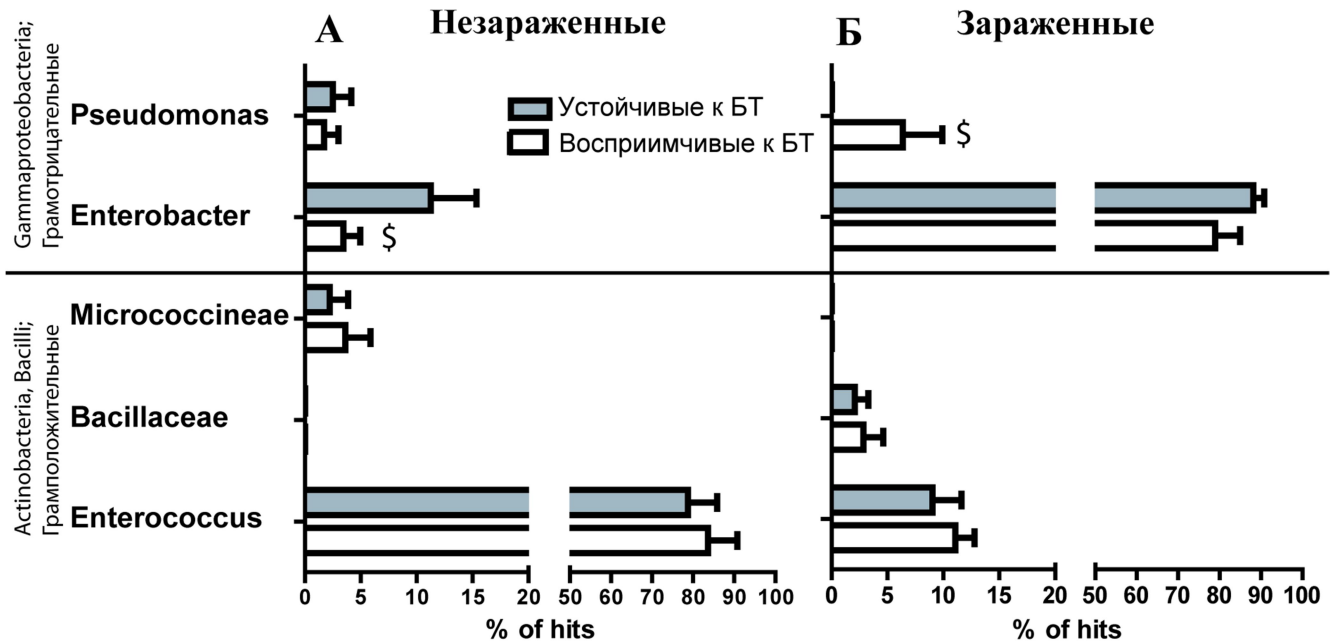 А Незараженные
Б Зараженные
Gammaproteobacteria;
Грамотрицательные
Pseudomonas
Enterobacter
Устойчивые к БТ
Восприимчивые к БТ
$
$
Actinobacteria, Bacilli;
Грамположительные
Micrococcineae
Bacillaceae
Enterococcus
0 5 10 15 20 50 60 70 80 90 100
0 5 10 15 20 50 60 70 80 90 100
% of hits
% of hits